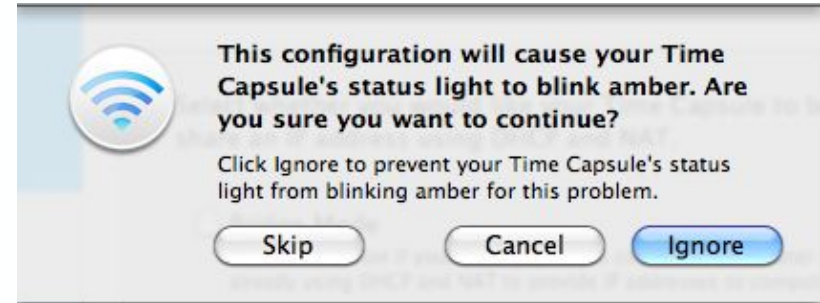 This configuration will cause your Time
Capsule's status light to blink amber. Are
you sure you want to continue?
Click Ignore to prevent your Time Capsule's status
light from blinking amber for this problem.
Skip Cancel Ignore